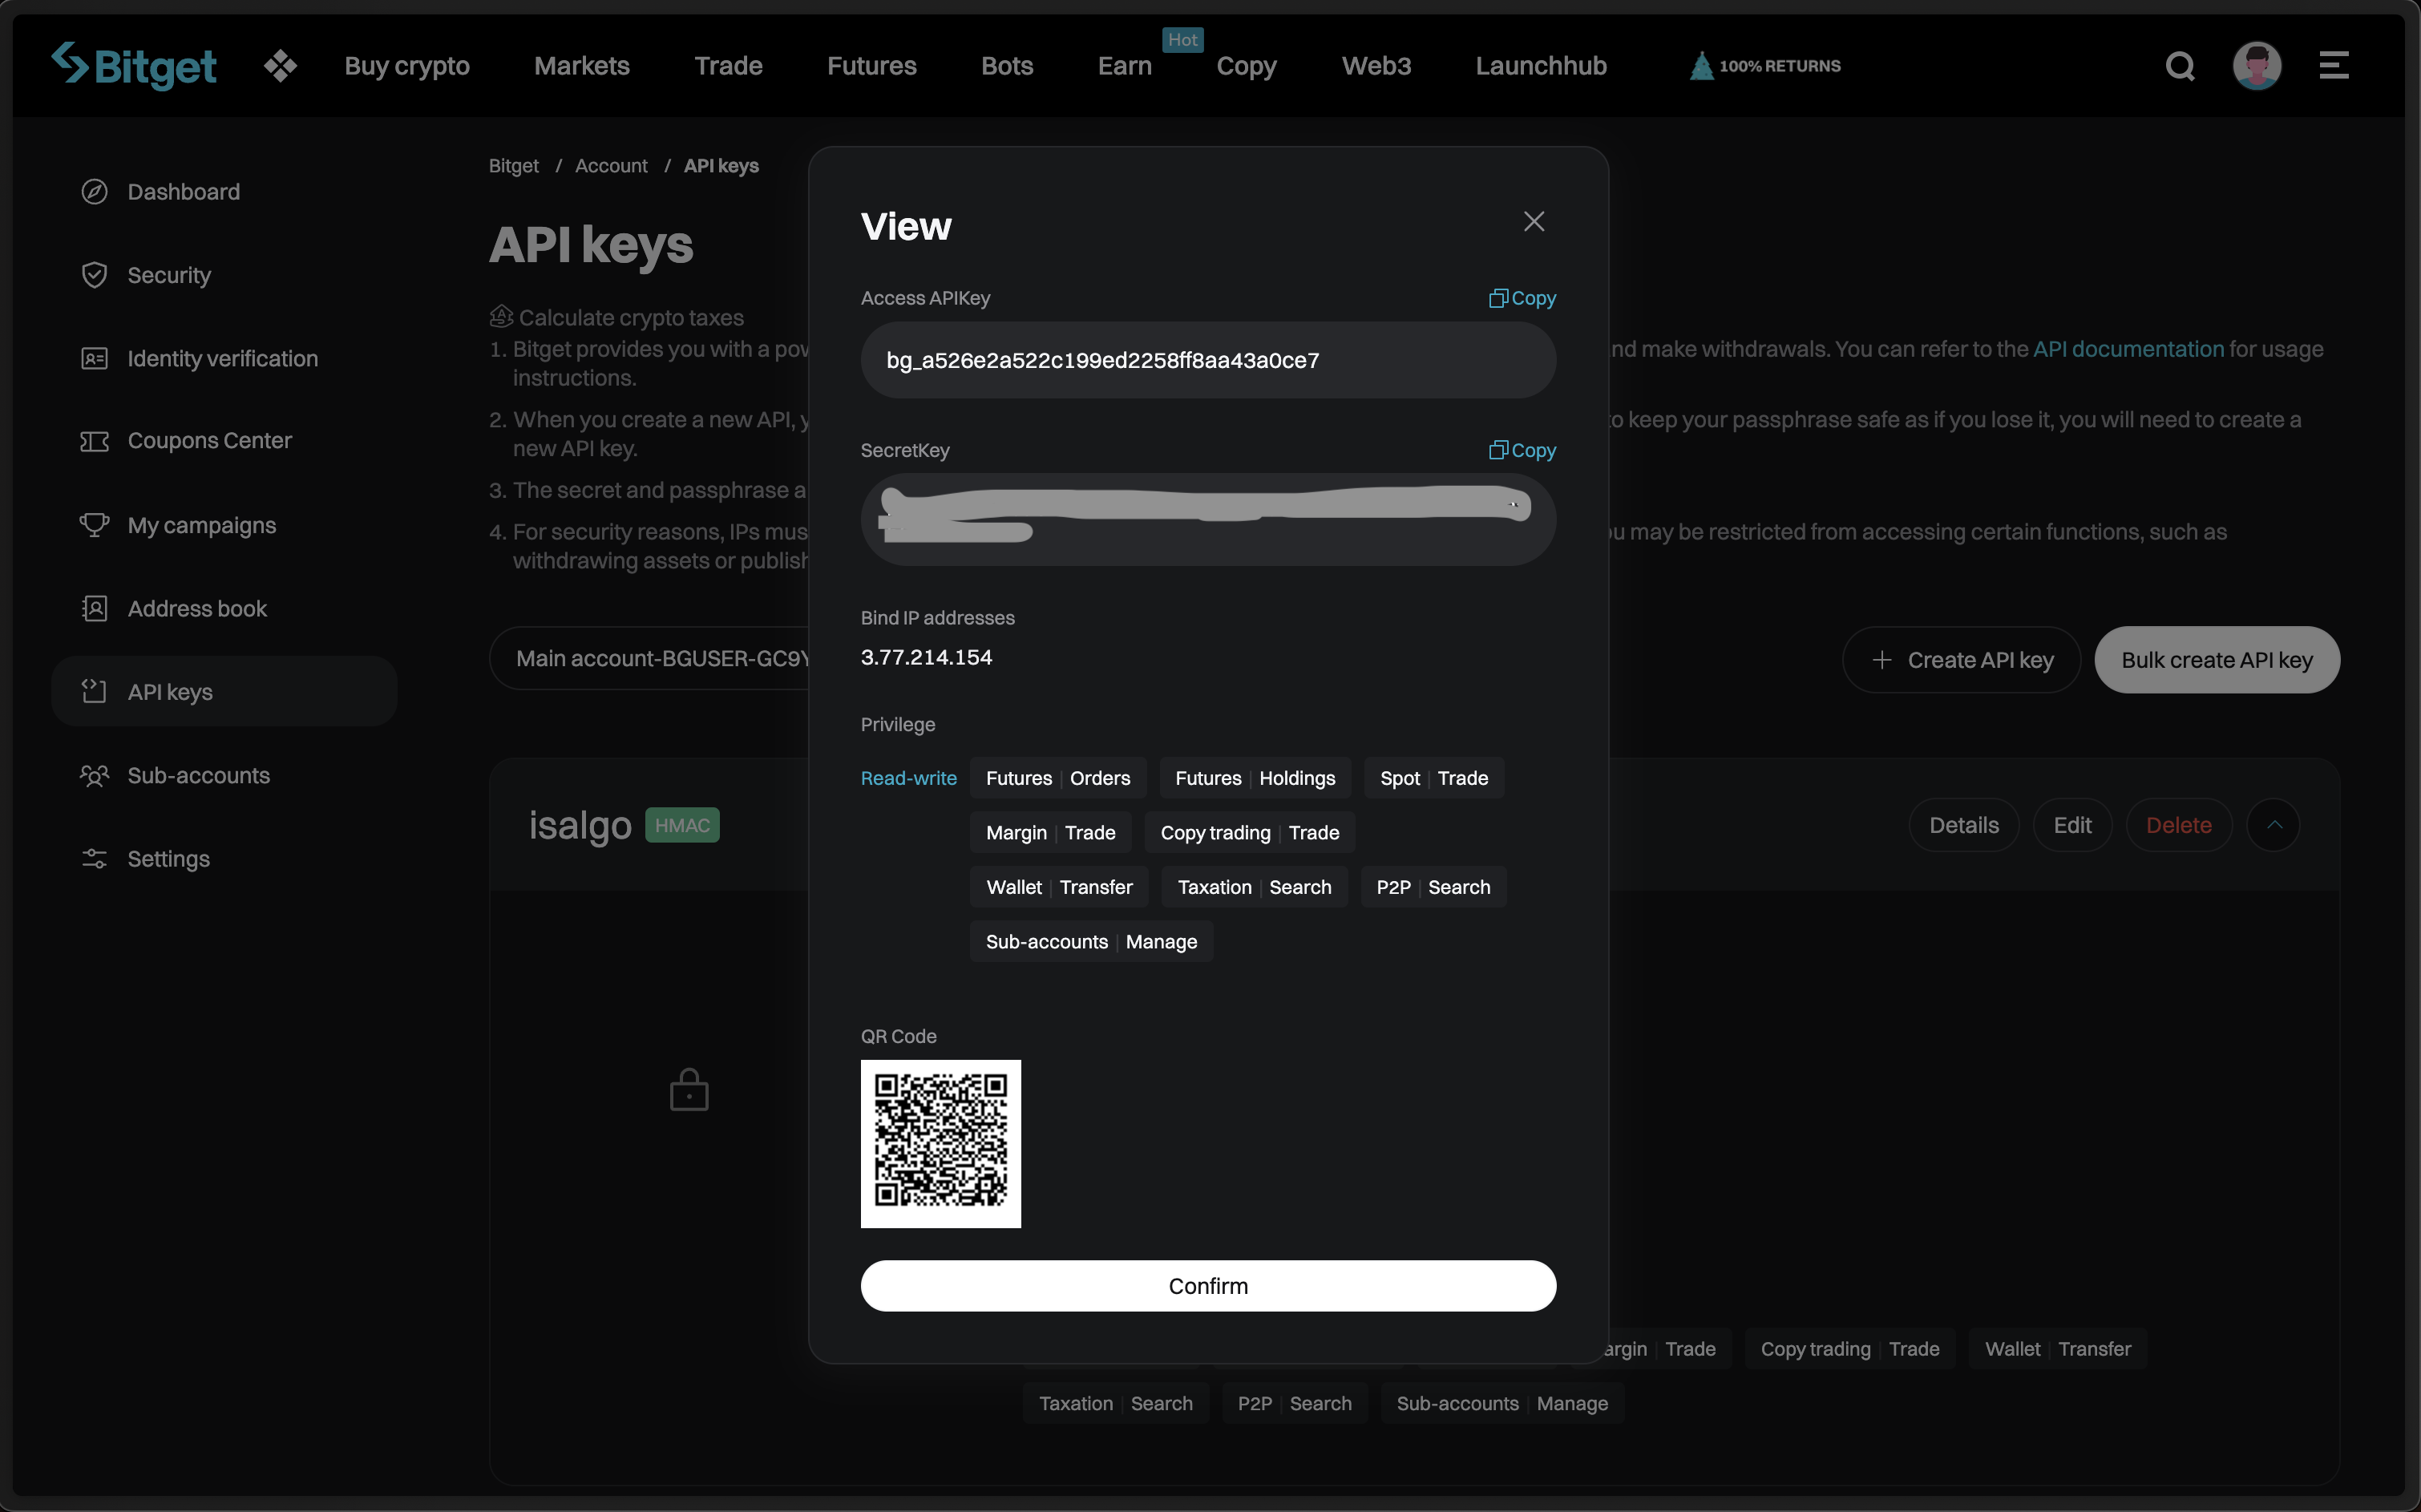 Bitget
Buy crypto
Markets
Trade
Futures
Bots
Earn
Hot
Copy
Web3
Launchhub
100% RETURNS
Dashboard
Security
Identity verification
Coupons Center
My campaigns
Address book
API keys
Sub-accounts
Settings
Bitget / Account / API keys
API keys
Calculate crypto taxes
1. Bitget provides you with a pow
nd make withdrawals. You can refer to the API documentation for usage
instructions.
2. When you create a new API, y
o keep your passphrase safe as if you lose it, you will need to create a
new API key.
3. The secret and passphrase a
4. For security reasons, IPs mus
u may be restricted from accessing certain functions, such as
withdrawing assets or publish
Main account-BGUSER-GC9Y
Create API key
Bulk create API key
isalgo HMAC
Details
Edit
Delete
View
Access APIKey
Copy
bg_a526e2a522c199ed2258ff8aa43a0ce7
SecretKey
Copy
Bind IP addresses
3.77.214.154
Privilege
Read-write
Futures | Orders
Futures | Holdings
Spot | Trade
Margin | Trade
Copy trading | Trade
Wallet | Transfer
Taxation | Search
P2P | Search
Sub-accounts | Manage
QR Code
Confirm
argin | Trade
Copy trading | Trade
Wallet | Transfer
Taxation | Search
P2P | Search
Sub-accounts | Manage